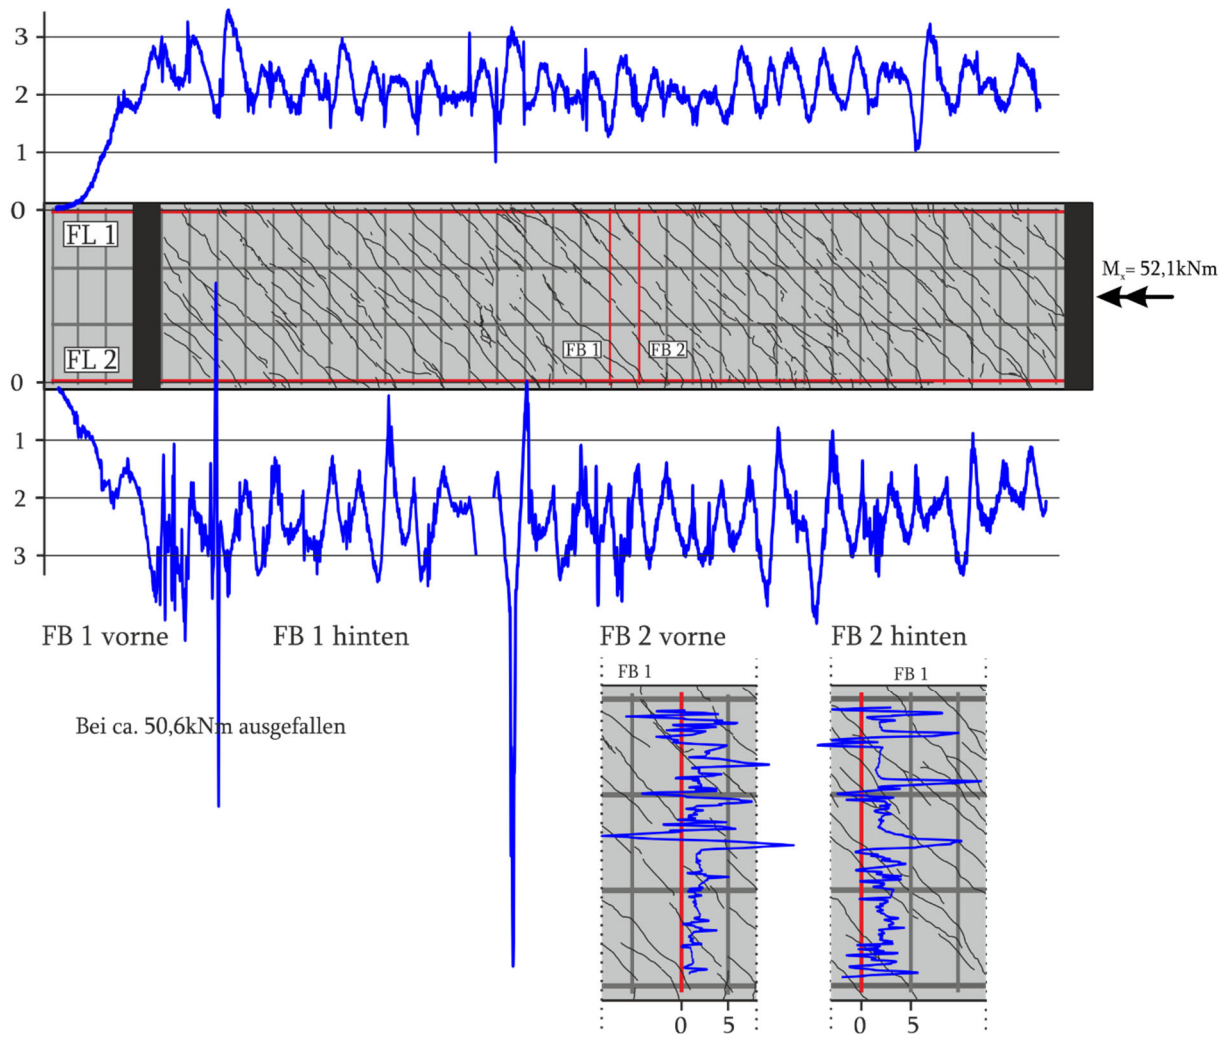 3
2
1
0
FL 1
FL 2
FB 1
FB 2
Mx= 52,1kNm
0
1
2
3
FB 1 vorne
FB 1 hinten
FB 2 vorne
FB 2 hinten
FB 1
FB 1
Bei ca. 50,6kNm ausgefallen
0
5
0
5